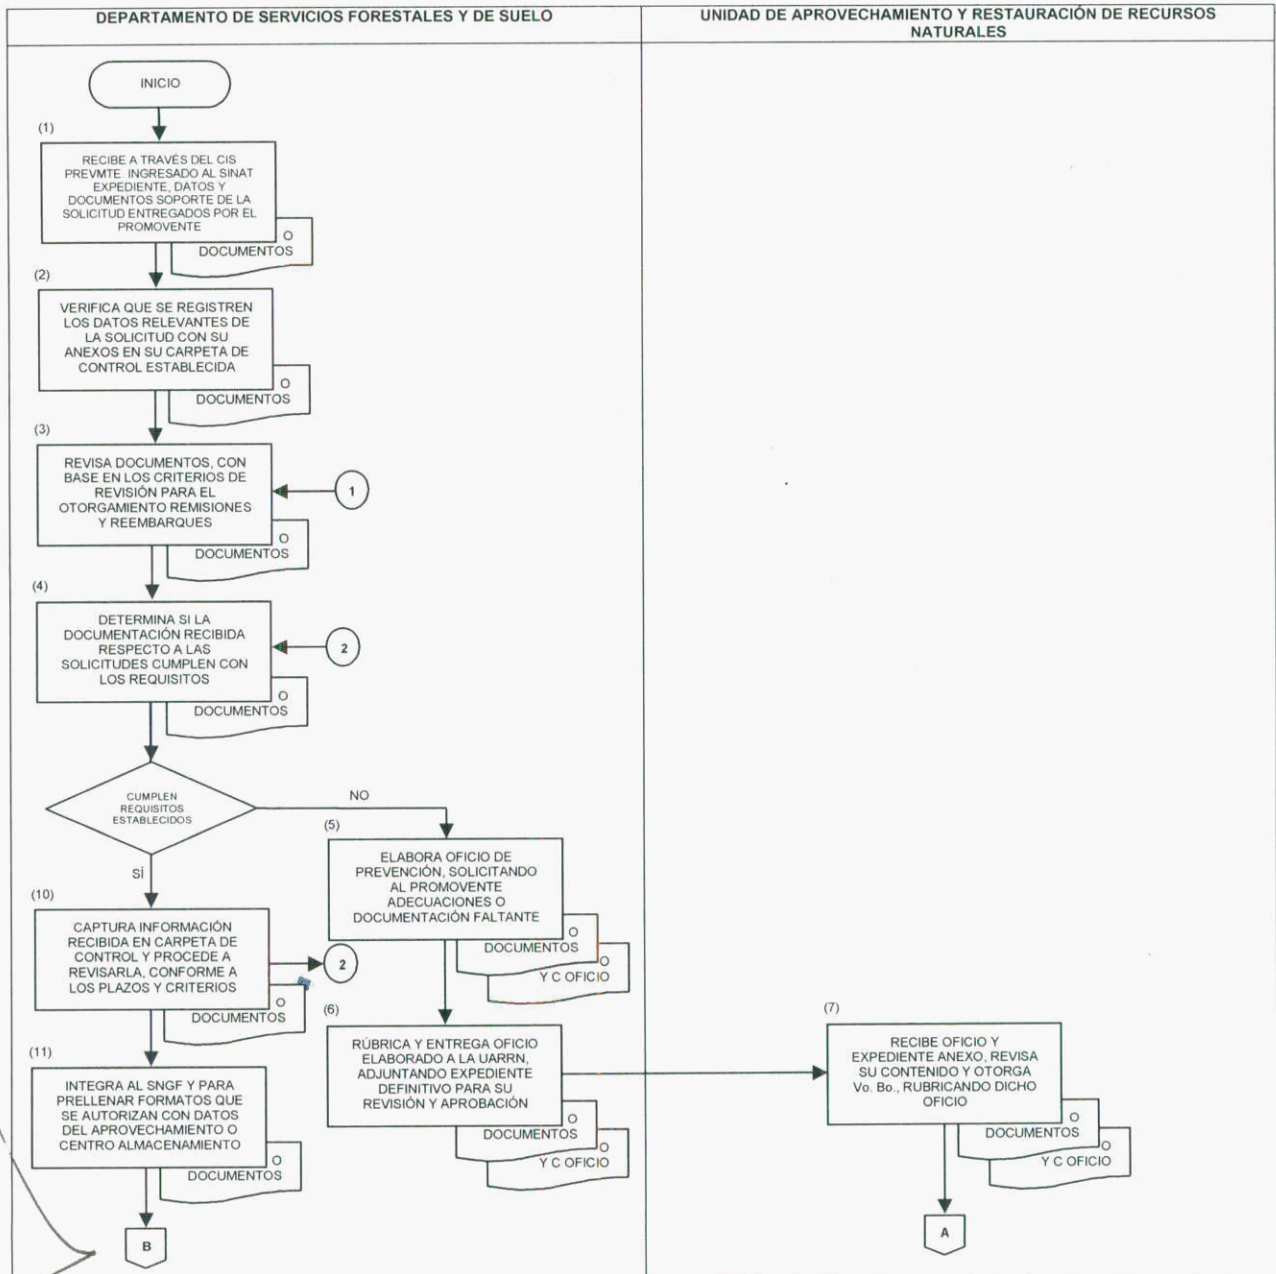 DEPARTAMENTO DE SERVICIOS FORESTALES Y DE SUELO
UNIDAD DE APROVECHAMIENTO Y RESTAURACIÓN DE RECURSOS
NATURALES
INICIO
(1)
RECIBE A TRAVÉS DEL CIS
PREVMTE. INGRESADO AL SINAT
EXPEDIENTE, DATOS Y
DOCUMENTOS SOPORTE DE LA
SOLICITUD ENTREGADOS POR EL
PROMOVENTE
O
DOCUMENTOS
(2)
VERIFICA QUE SE REGISTREN
LOS DATOS RELEVANTES DE
LA SOLICITUD CON SU
ANEXOS EN SU CARPETA DE
CONTROL ESTABLECIDA
O
DOCUMENTOS
(3)
REVISA DOCUMENTOS, CON
BASE EN LOS CRITERIOS DE
REVISIÓN PARA EL
OTORGAMIENTO REMISIONES
Y REEMBARQUES
1
O
DOCUMENTOS
(4)
DETERMINA SI LA
DOCUMENTACIÓN RECIBIDA
RESPECTO A LAS
SOLICITUDES CUMPLEN CON
LOS REQUISITOS
2
O
DOCUMENTOS
CUMPLEN
REQUISITOS
ESTABLECIDOS
NO
SÍ
(5)
ELABORA OFICIO DE
PREVENCIÓN, SOLICITANDO
AL PROMOVENTE
ADECUACIONES O
DOCUMENTACIÓN FALTANTE
O
DOCUMENTOS
O
Y C OFICIO
(10)
CAPTURA INFORMACIÓN
RECIBIDA EN CARPETA DE
CONTROL Y PROCEDE A
REVISARLA, CONFORME A
LOS PLAZOS Y CRITERIOS
2
O
DOCUMENTOS
(6)
RÚBRICA Y ENTREGA OFICIO
ELABORADO A LA UARRN,
ADJUNTANDO EXPEDIENTE
DEFINITIVO PARA SU
REVISIÓN Y APROBACIÓN
O
DOCUMENTOS
O
Y C OFICIO
(7)
RECIBE OFICIO Y
EXPEDIENTE ANEXO, REVISA
SU CONTENIDO Y OTORGA
Vo. Bo., RUBRICANDO DICHO
OFICIO
O
DOCUMENTOS
O
Y C OFICIO
(11)
INTEGRA AL SNGF Y PARA
PRELLENAR FORMATOS QUE
SE AUTORIZAN CON DATOS
DEL APROVECHAMIENTO O
CENTRO ALMACENAMIENTO
O
DOCUMENTOS
B
A